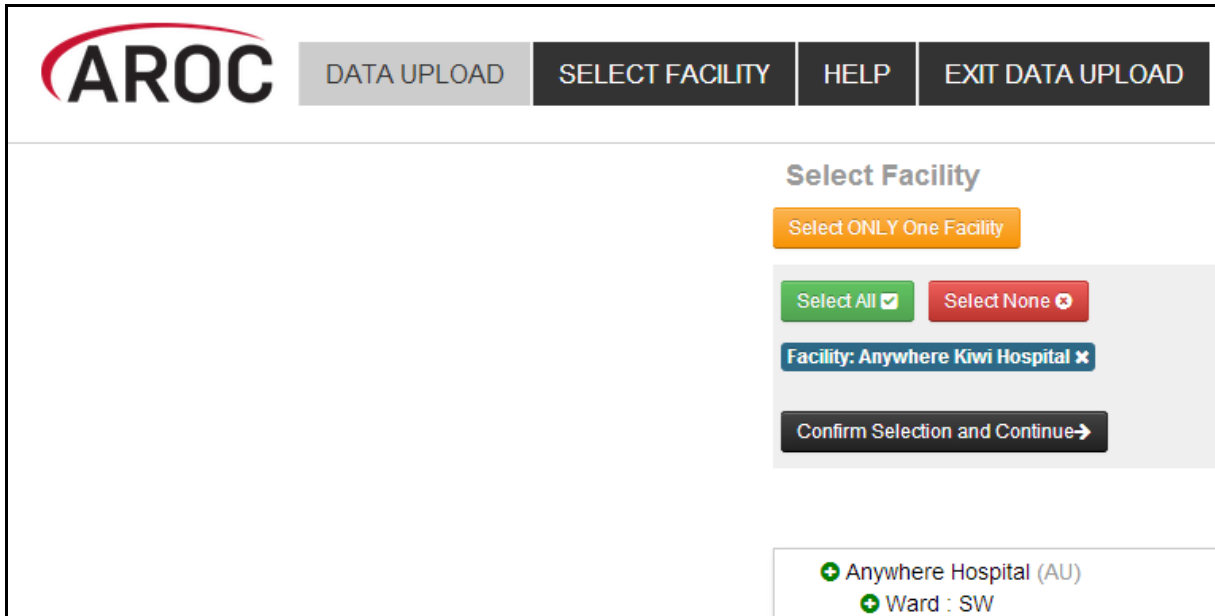 AROC DATA UPLOAD SELECT FACILITY HELP EXIT DATA UPLOAD
Select Facility
Select ONLY One Facility
Select All Select None
Facility: Anywhere Kiwi Hospital
Confirm Selection and Continue
Anywhere Hospital (AU)
Ward : SW